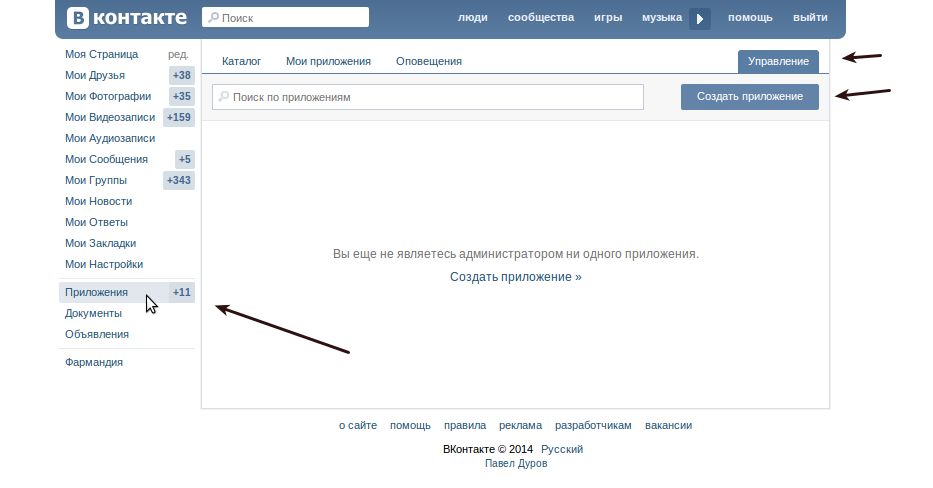 В контакте Поиск люди сообщества игры музыка помощь выйти
Моя Страница ред.
Мои Друзья +38
Мои Фотографии +35
Мои Видеозаписи +159
Мои Аудиозаписи
Мои Сообщения +5
Мои Группы +343
Мои Новости
Мои Ответы
Мои Закладки
Мои Настройки
Приложения +11
Документы
Объявления
Фармандия
Каталог Мои приложения Оповещения Управление
Поиск по приложениям Создать приложение
Вы еще не являетесь администратором ни одного приложения.
Создать приложение »
о сайте помощь правила реклама разработчикам вакансии
ВКонтакте © 2014 Русский
Павел Дуров